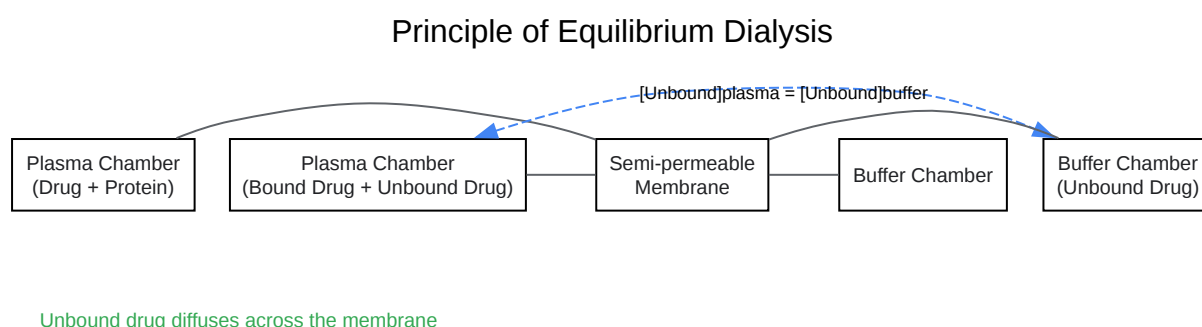 Principle of Equilibrium Dialysis
[Unbound]plasma = [Unbound]buffer
Plasma Chamber
(Drug + Protein)
Plasma Chamber
(Bound Drug + Unbound Drug)
Semi-permeable
Membrane
Buffer Chamber
Buffer Chamber
(Unbound Drug)
Unbound drug diffuses across the membrane